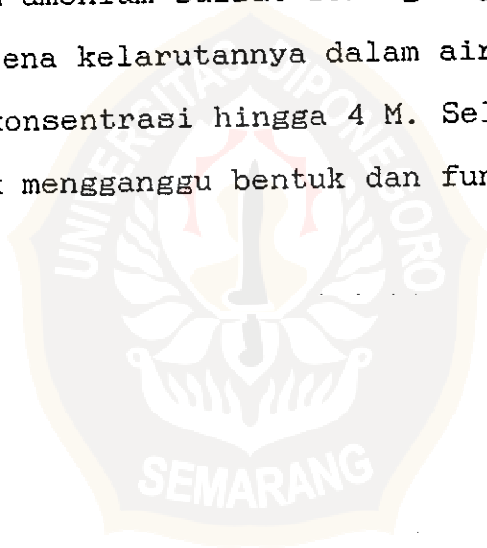 amonium sulfat
ena kelarutannya dalam air
konsentrasi hingga 4 M. Sel
mengganggu bentuk dan fun
UNIVERSITAS DIPONEGORO
SEMARANG